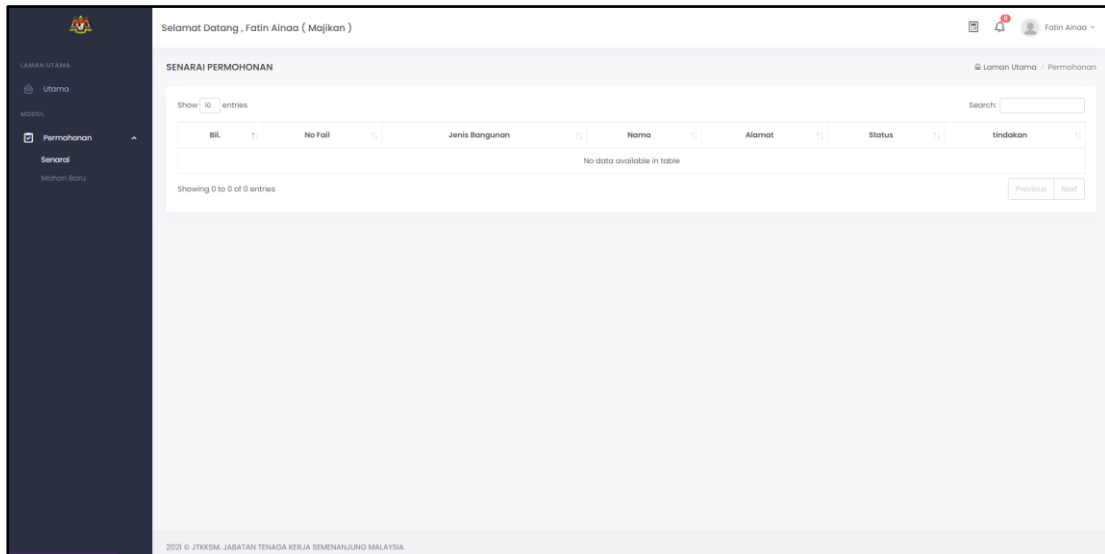 Selamat Datang , Fatin Ainaa ( Majikan )
0
Fatin Ainaa
LAMAN UTAMA
Utama
MODUL
Permohonan
Senarai
Mohon Baru
SENARAI PERMOHONAN
Laman Utama / Permohonan
Show 10 entries
Search:
Bil. No Fail Jenis Bangunan Nama Alamat Status tindakan
No data available in table
Showing 0 to 0 of 0 entries
Previous Next
2021 © JTKKSM. JABATAN TENAGA KERJA SEMENANJUNG MALAYSIA